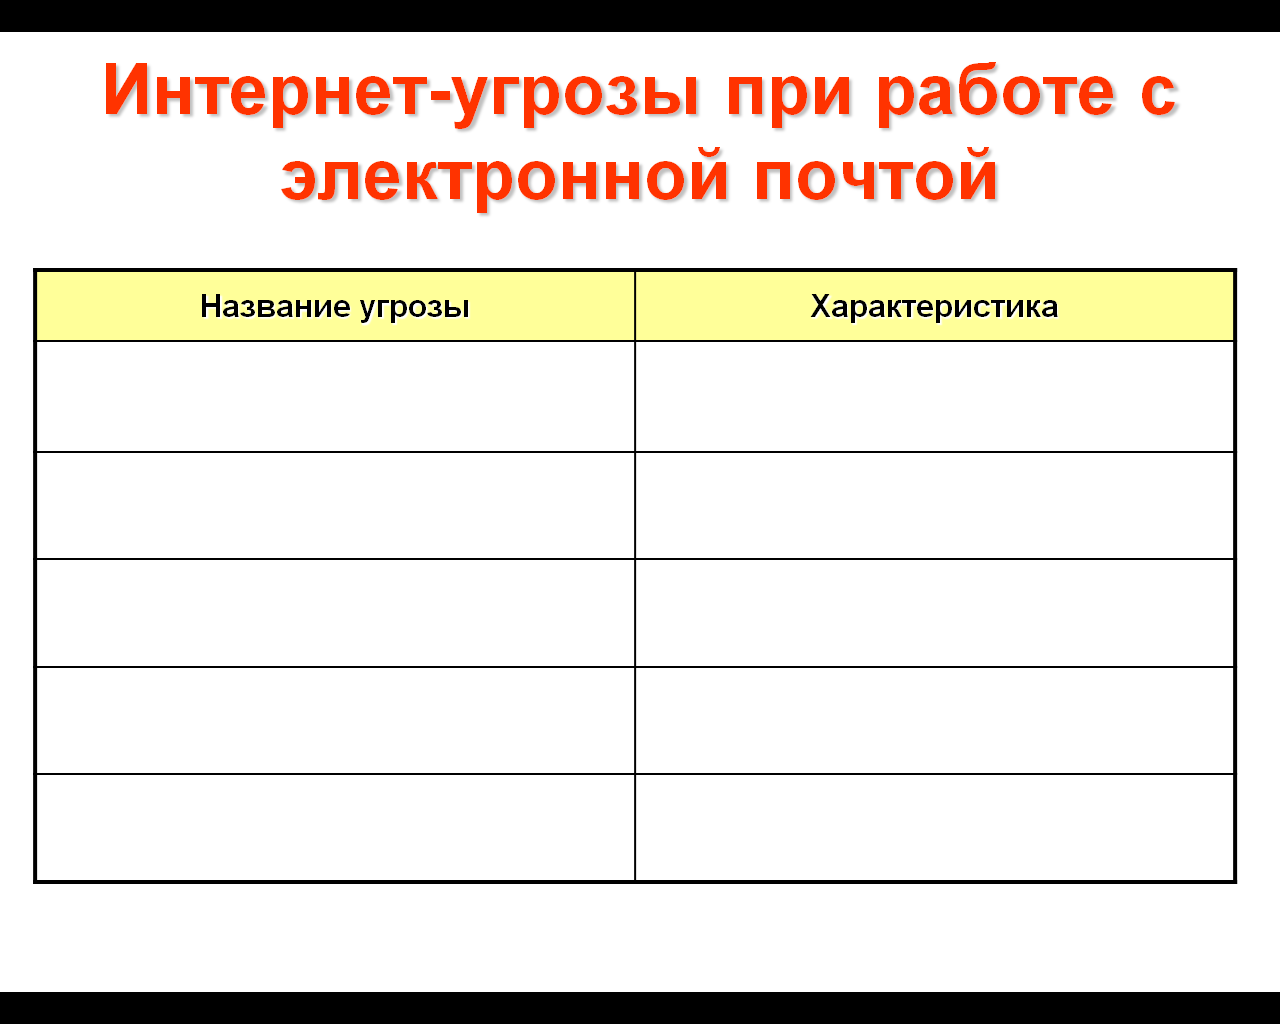 Интернет-угрозы при работе с
электронной почтой
Название угрозы
Характеристика